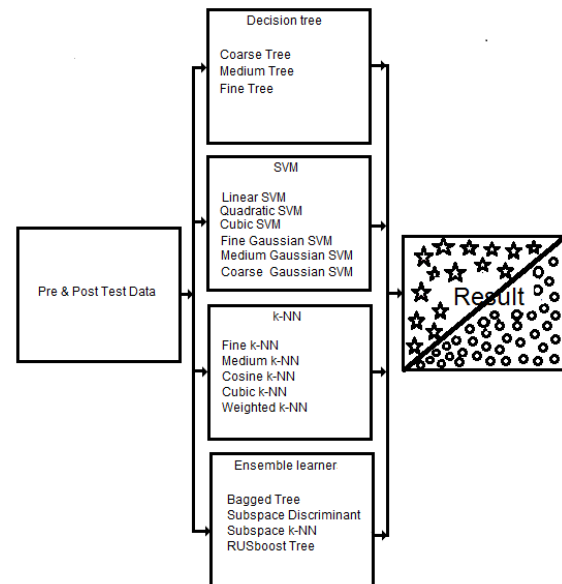 Pre & Post Test Data
Decision tree
Coarse Tree
Medium Tree
Fine Tree
SVM
Linear SVM
Quadratic SVM
Cubic SVM
Fine Gaussian SVM
Medium Gaussian SVM
Coarse Gaussian SVM
k-NN
Fine k-NN
Medium k-NN
Cosine k-NN
Cubic k-NN
Weighted k-NN
Ensemble learner
Bagged Tree
Subspace Discriminant
Subspace k-NN
RUSboost Tree
Result